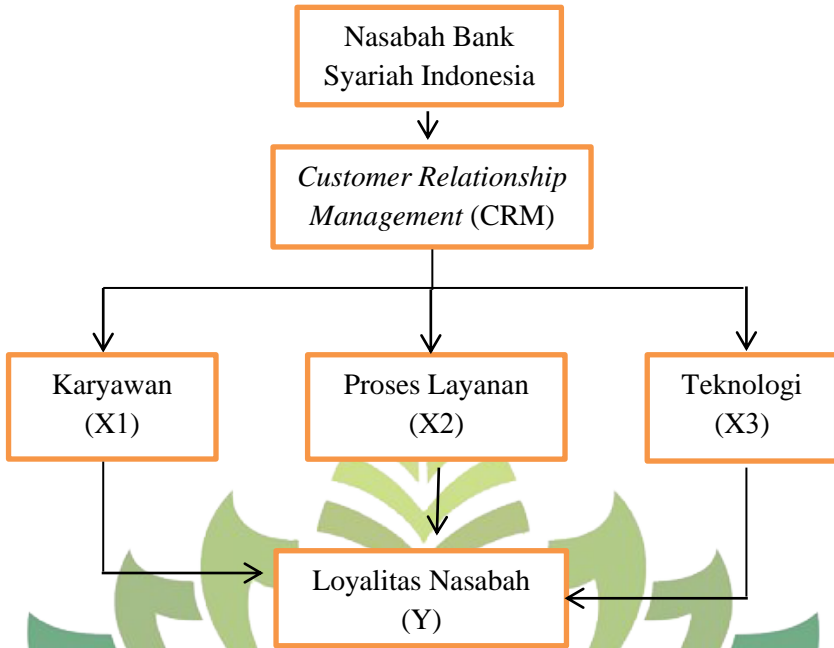 Nasabah Bank
Syariah Indonesia
Customer Relationship
Management (CRM)
Karyawan
(X1)
Proses Layanan
(X2)
Teknologi
(X3)
Loyalitas Nasabah
(Y)